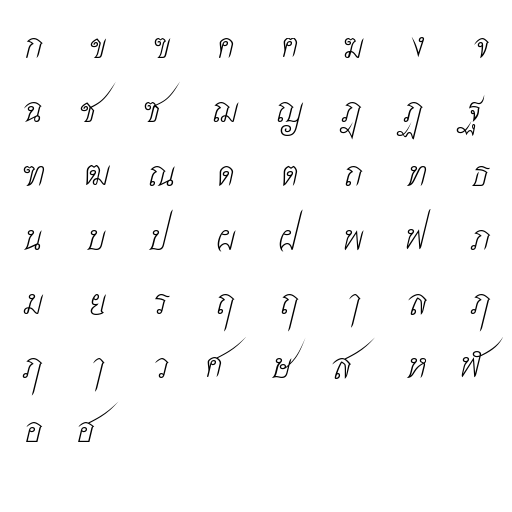 ก ข ฃ ค ฅ ฆ ง จ
ฉ ช ซ ฌ ญ ฎ ฏ ฐ
ฑ ฒ ณ ด ต ถ ท ธ
น บ ป ผ ฝ พ ฟ ภ
ม ย ร ฤ ฤ ๅ ล ฦ
ฦ ๅ ว ศ ษ ส ห ฬ
อ ฮ